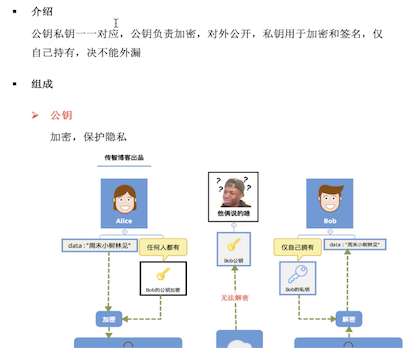 介绍
公钥私钥一一对应，公钥负责加密，对外公开，私钥用于加密和签名，仅
自己持有，决不能外漏
组成
公钥
加密，保护隐私
传智博客出品
Alice
? ? ? ?
他俩说的啥
Bob
data : "周末小树林见"
任何人都有
Bob公钥
仅自己拥有
data : "周末小树林见"
Bob的公钥加密
Bob的私钥
无法解密
加密
解密